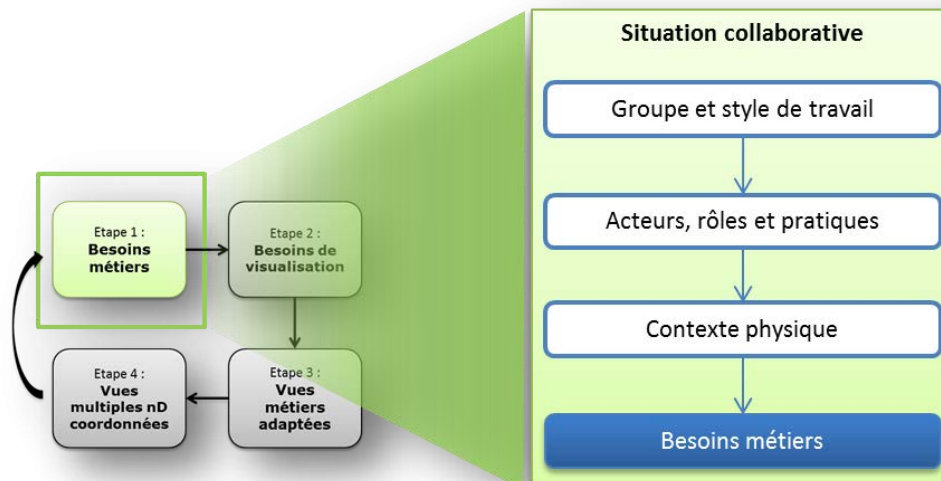 Situation collaborative
Groupe et style de travail
Acteurs, rôles et pratiques
Contexte physique
Besoins métiers
Etape 1 :
Besoins
métiers
Etape 2 :
Besoins de
visualisation
Etape 3 :
Vues
métiers
adaptées
Etape 4 :
Vues
multiples nD
coordonnées